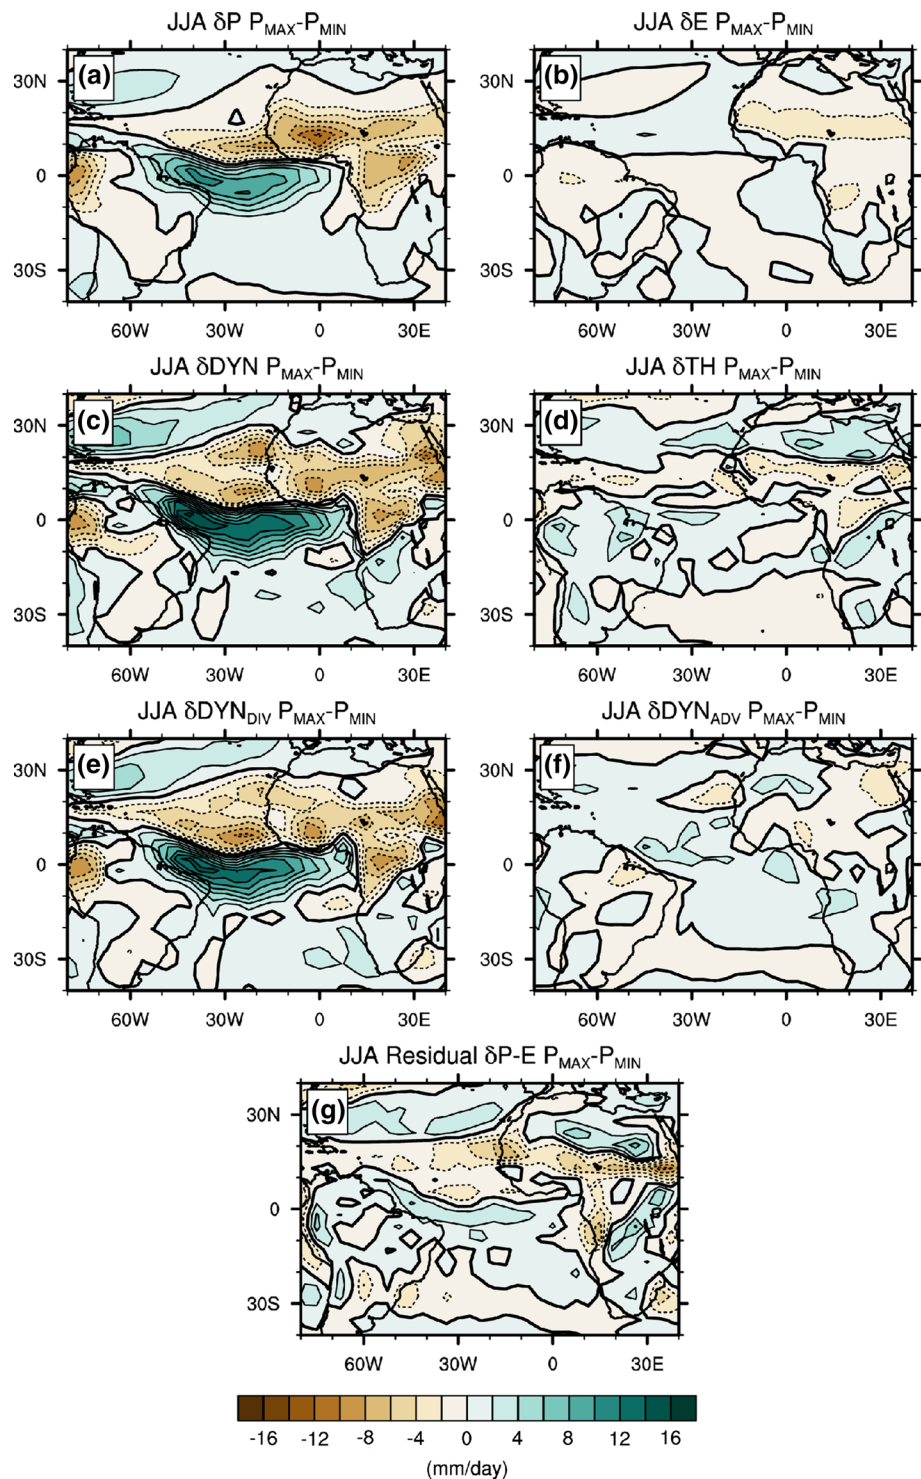 JJA δP PMAX-PMIN
JJA δE PMAX-PMIN
(a)
(b)
30N
0
30S
30N
0
30S
60W 30W 0 30E
60W 30W 0 30E
JJA δDYN PMAX-PMIN
JJA δTH PMAX-PMIN
(c)
(d)
30N
0
30S
30N
0
30S
60W 30W 0 30E
60W 30W 0 30E
JJA δDYNDIV PMAX-PMIN
JJA δDYNADV PMAX-PMIN
(e)
(f)
30N
0
30S
30N
0
30S
60W 30W 0 30E
60W 30W 0 30E
JJA Residual δP-E PMAX-PMIN
(g)
30N
0
30S
60W 30W 0 30E
-16 -12 -8 -4 0 4 8 12 16
(mm/day)